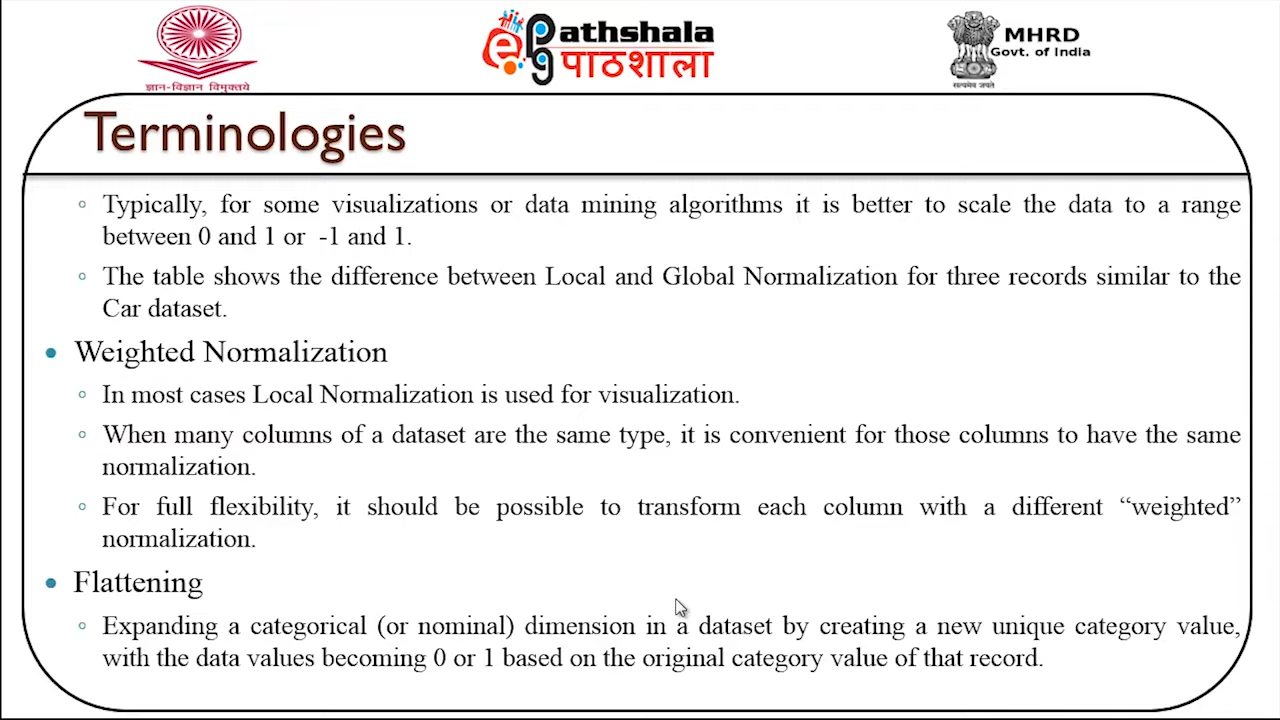 ज्ञान-विज्ञान विमुक्तये
ePG Pathshala
पाठशाला
सत्यमेव जयते
MHRD
Govt. of India
Terminologies
◦ Typically, for some visualizations or data mining algorithms it is better to scale the data to a range
between 0 and 1 or -1 and 1.
◦ The table shows the difference between Local and Global Normalization for three records similar to the
Car dataset.
• Weighted Normalization
◦ In most cases Local Normalization is used for visualization.
◦ When many columns of a dataset are the same type, it is convenient for those columns to have the same
normalization.
◦ For full flexibility, it should be possible to transform each column with a different “weighted”
normalization.
• Flattening
◦ Expanding a categorical (or nominal) dimension in a dataset by creating a new unique category value,
with the data values becoming 0 or 1 based on the original category value of that record.